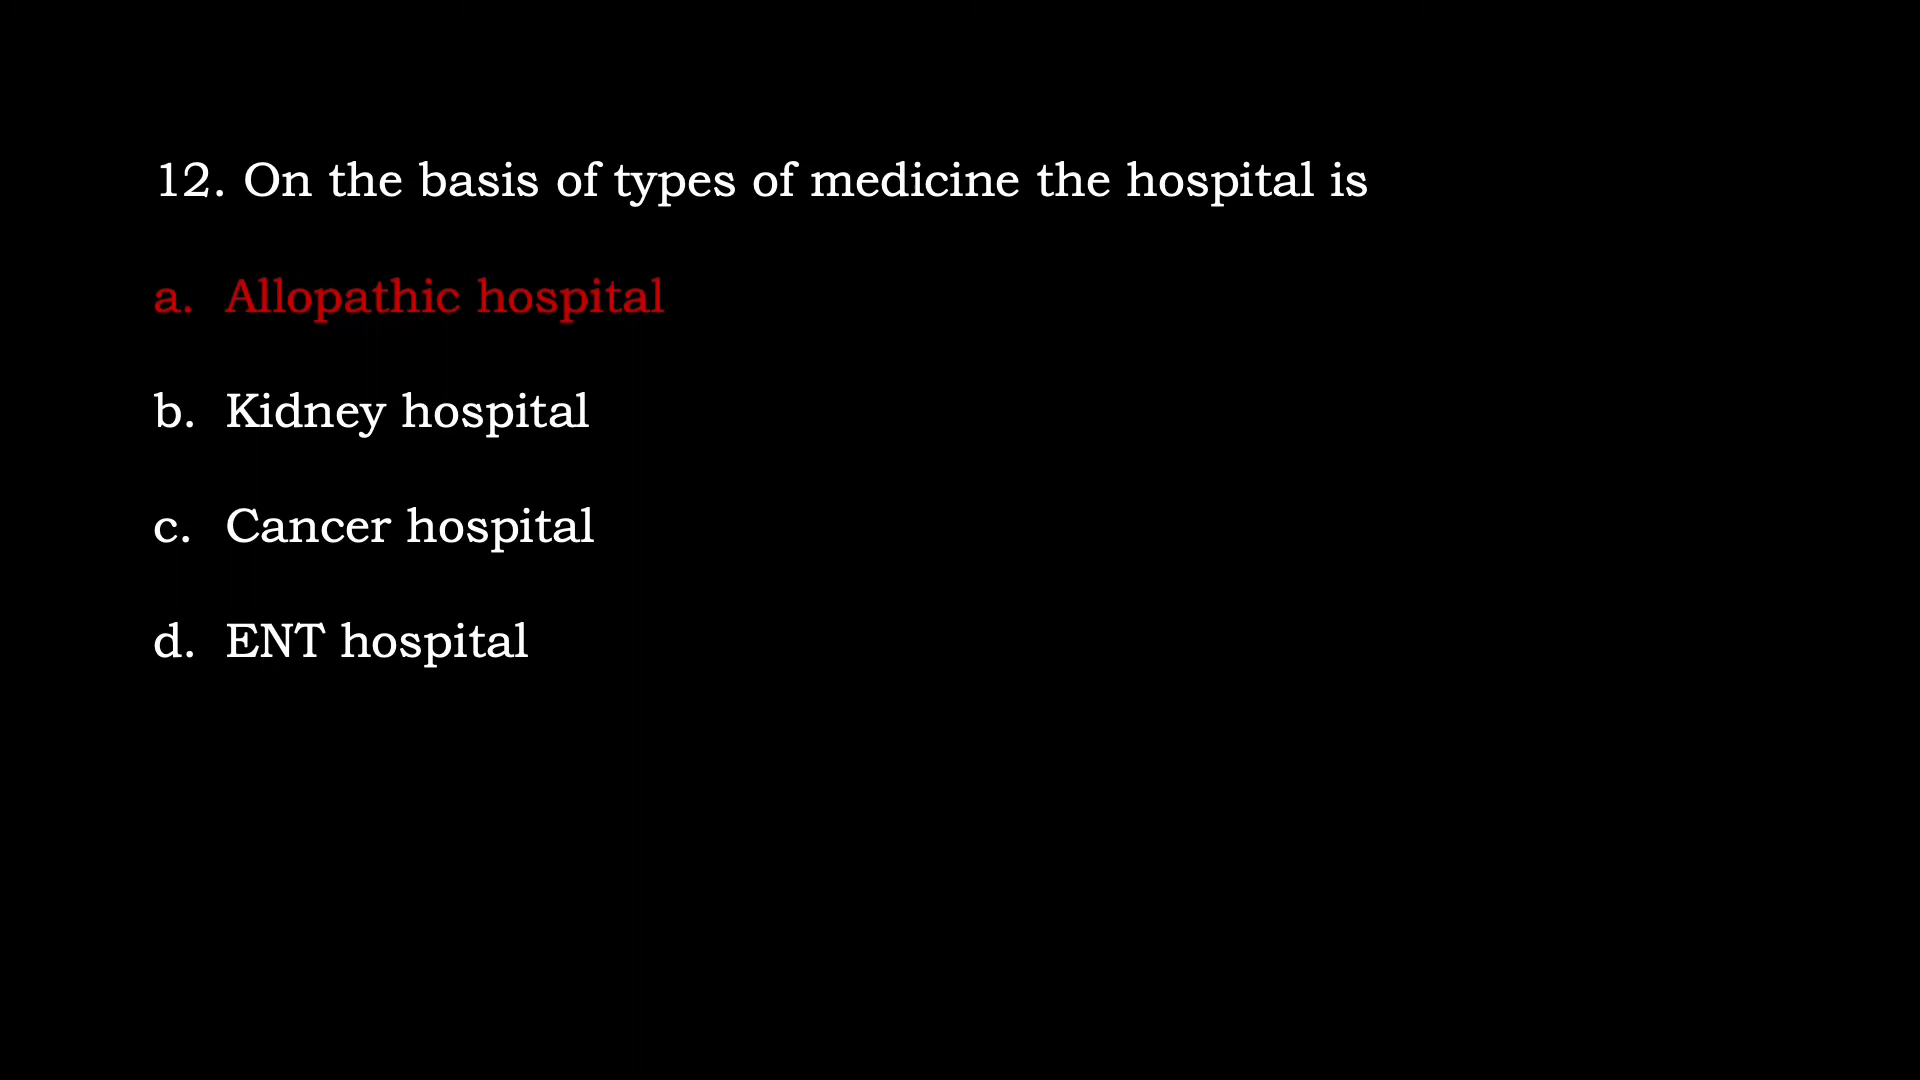 12. On the basis of types of medicine the hospital is
a. Allopathic hospital
b. Kidney hospital
c. Cancer hospital
d. ENT hospital